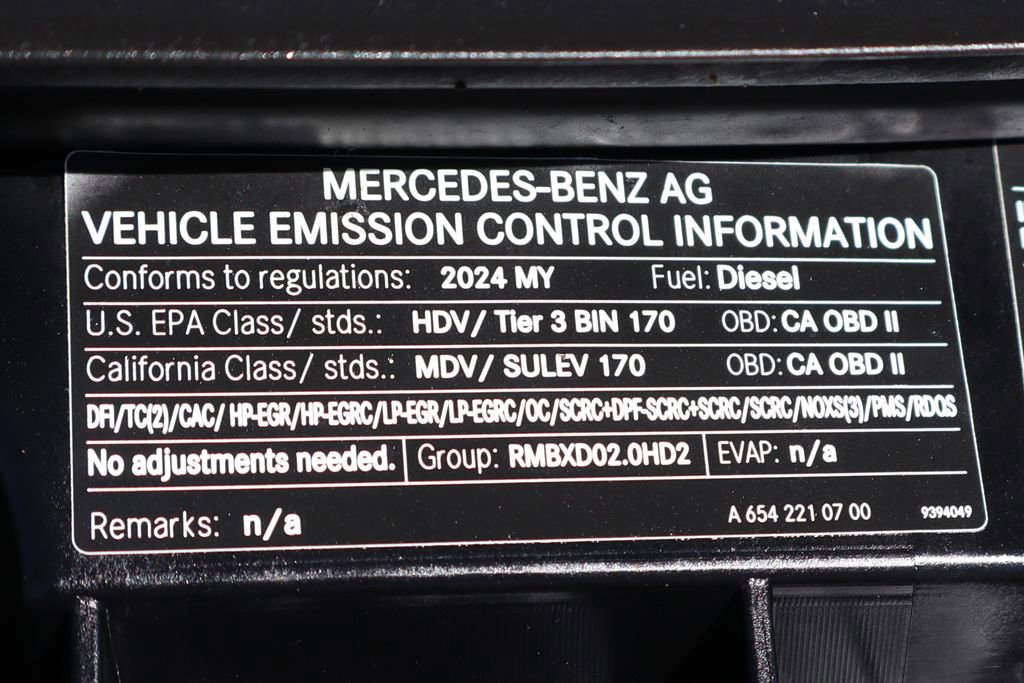 MERCEDES-BENZ AG
VEHICLE EMISSION CONTROL INFORMATION
Conforms to regulations: 2024 MY Fuel: Diesel
U.S. EPA Class/ stds.: HDV/ Tier 3 BIN 170 OBD: CA OBD II
California Class/ stds.: MDV/ SULEV 170 OBD: CA OBD II
DFI/TC(2)/CAC/ HP-EGR/HP-EGRC/LP-EGR/LP-EGRC/OC/SCRC+DPF-SCRC+SCRC/SCRC/NOXS(3)/PMS/RDQS
No adjustments needed. Group: RMBXD02.0HD2 EVAP: n/a
Remarks: n/a A 654 221 07 00 9394049